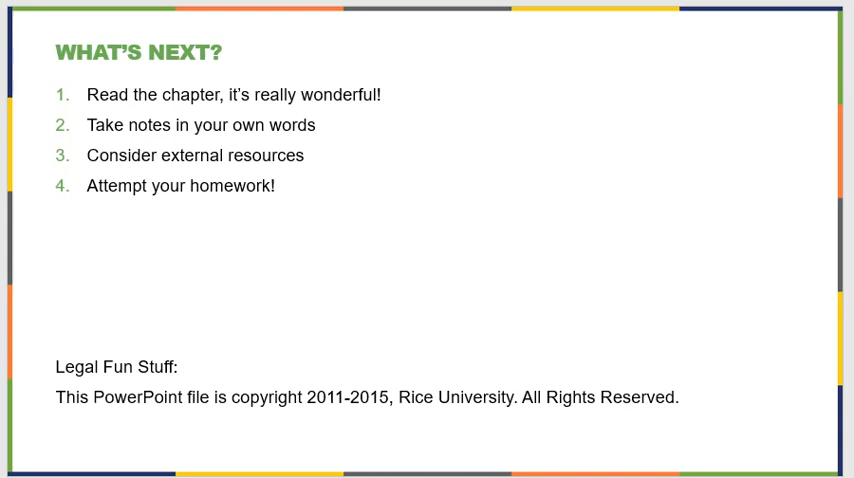 WHAT'S NEXT?
1. Read the chapter, it’s really wonderful!
2. Take notes in your own words
3. Consider external resources
4. Attempt your homework!
Legal Fun Stuff:
This PowerPoint file is copyright 2011-2015, Rice University. All Rights Reserved.